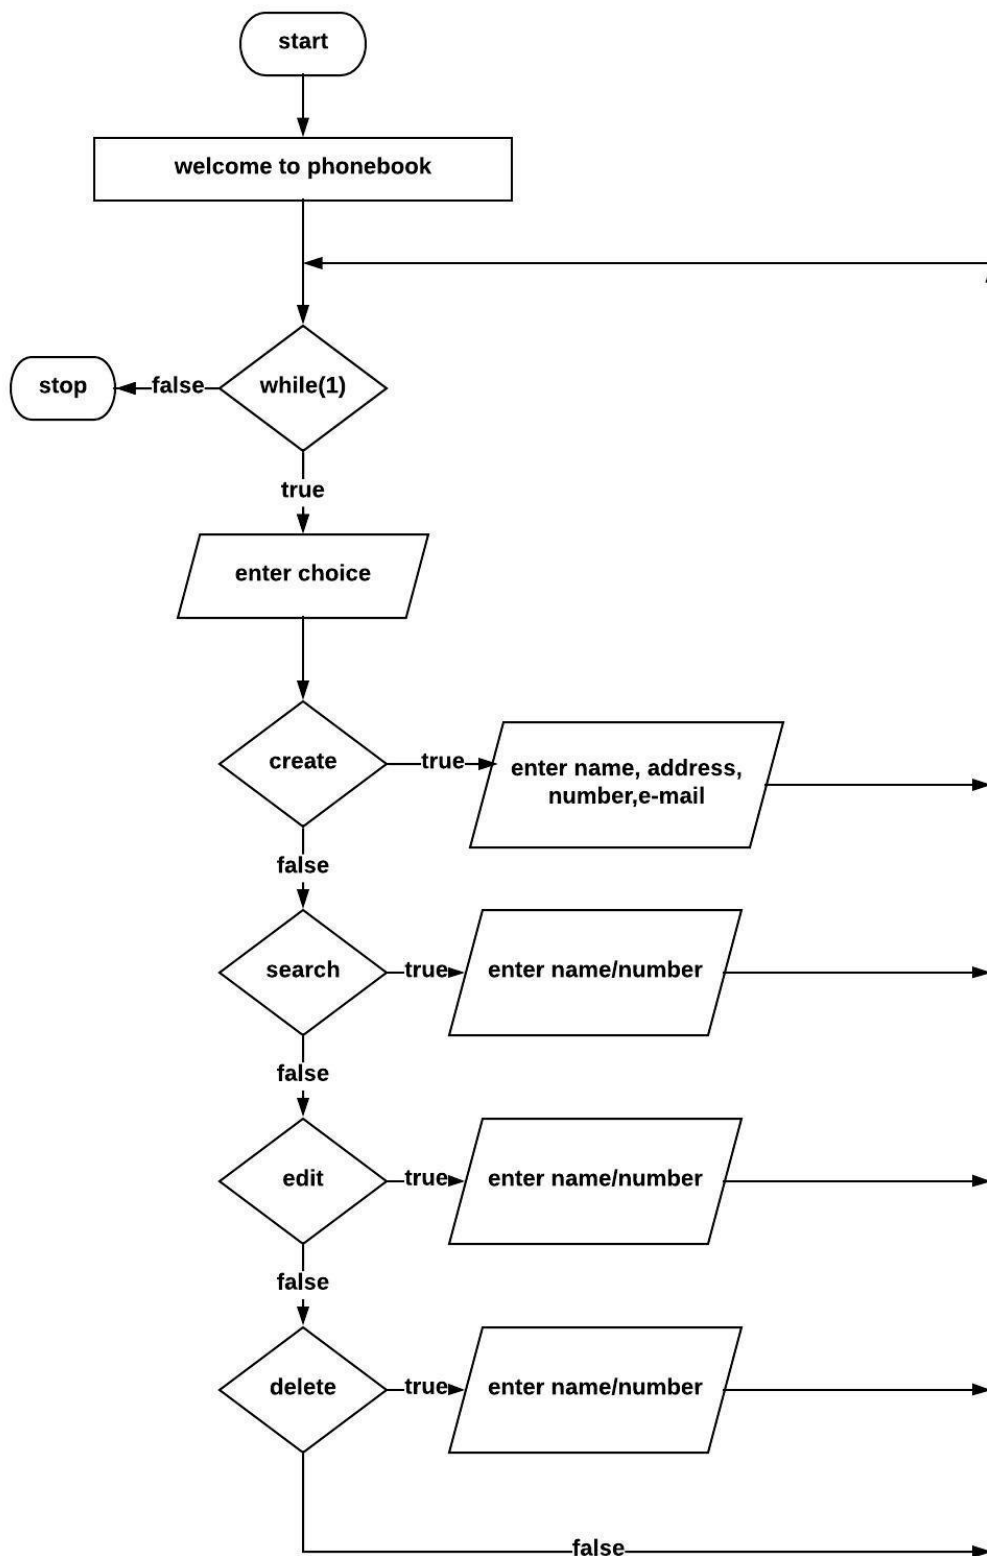 start
welcome to phonebook
while(1)
false
stop
true
enter choice
create
true
enter name, address,
number,e-mail
false
search
true
enter name/number
false
edit
true
enter name/number
false
delete
true
enter name/number
false